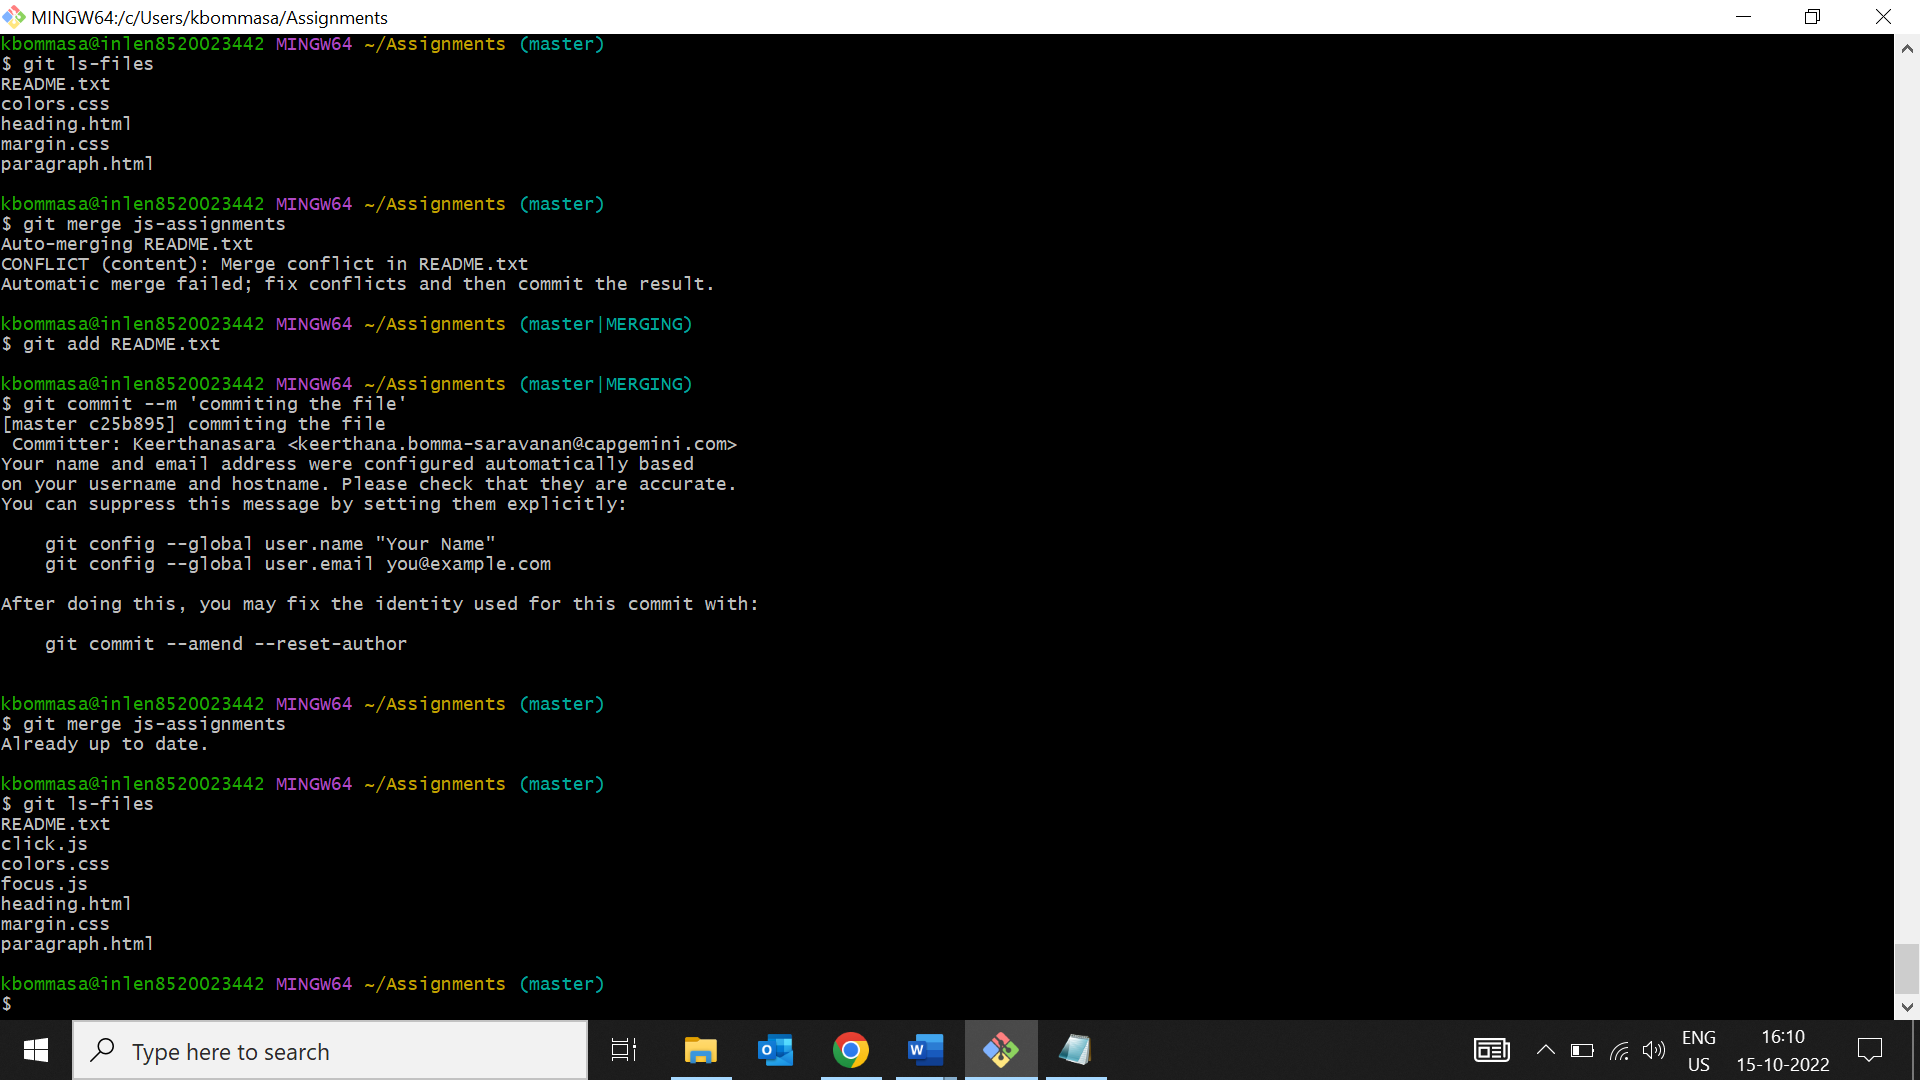 MINGW64:/c/Users/kbommasa/Assignments
kbommasa@inlen8520023442 MINGW64 ~/Assignments (master)
$ git ls-files
README.txt
colors.css
heading.html
margin.css
paragraph.html
kbommasa@inlen8520023442 MINGW64 ~/Assignments (master)
$ git merge js-assignments
Auto-merging README.txt
CONFLICT (content): Merge conflict in README.txt
Automatic merge failed; fix conflicts and then commit the result.
kbommasa@inlen8520023442 MINGW64 ~/Assignments (master|MERGING)
$ git add README.txt
kbommasa@inlen8520023442 MINGW64 ~/Assignments (master|MERGING)
$ git commit --m 'commiting the file'
[master c25b895] commiting the file
 Committer: Keerthanasara <keerthana.bomma-saravanan@capgemini.com>
Your name and email address were configured automatically based
on your username and hostname. Please check that they are accurate.
You can suppress this message by setting them explicitly:
    git config --global user.name "Your Name"
    git config --global user.email you@example.com
After doing this, you may fix the identity used for this commit with:
    git commit --amend --reset-author
kbommasa@inlen8520023442 MINGW64 ~/Assignments (master)
$ git merge js-assignments
Already up to date.
kbommasa@inlen8520023442 MINGW64 ~/Assignments (master)
$ git ls-files
README.txt
click.js
colors.css
focus.js
heading.html
margin.css
paragraph.html
kbommasa@inlen8520023442 MINGW64 ~/Assignments (master)
$
Type here to search
ENG
US
16:10
15-10-2022